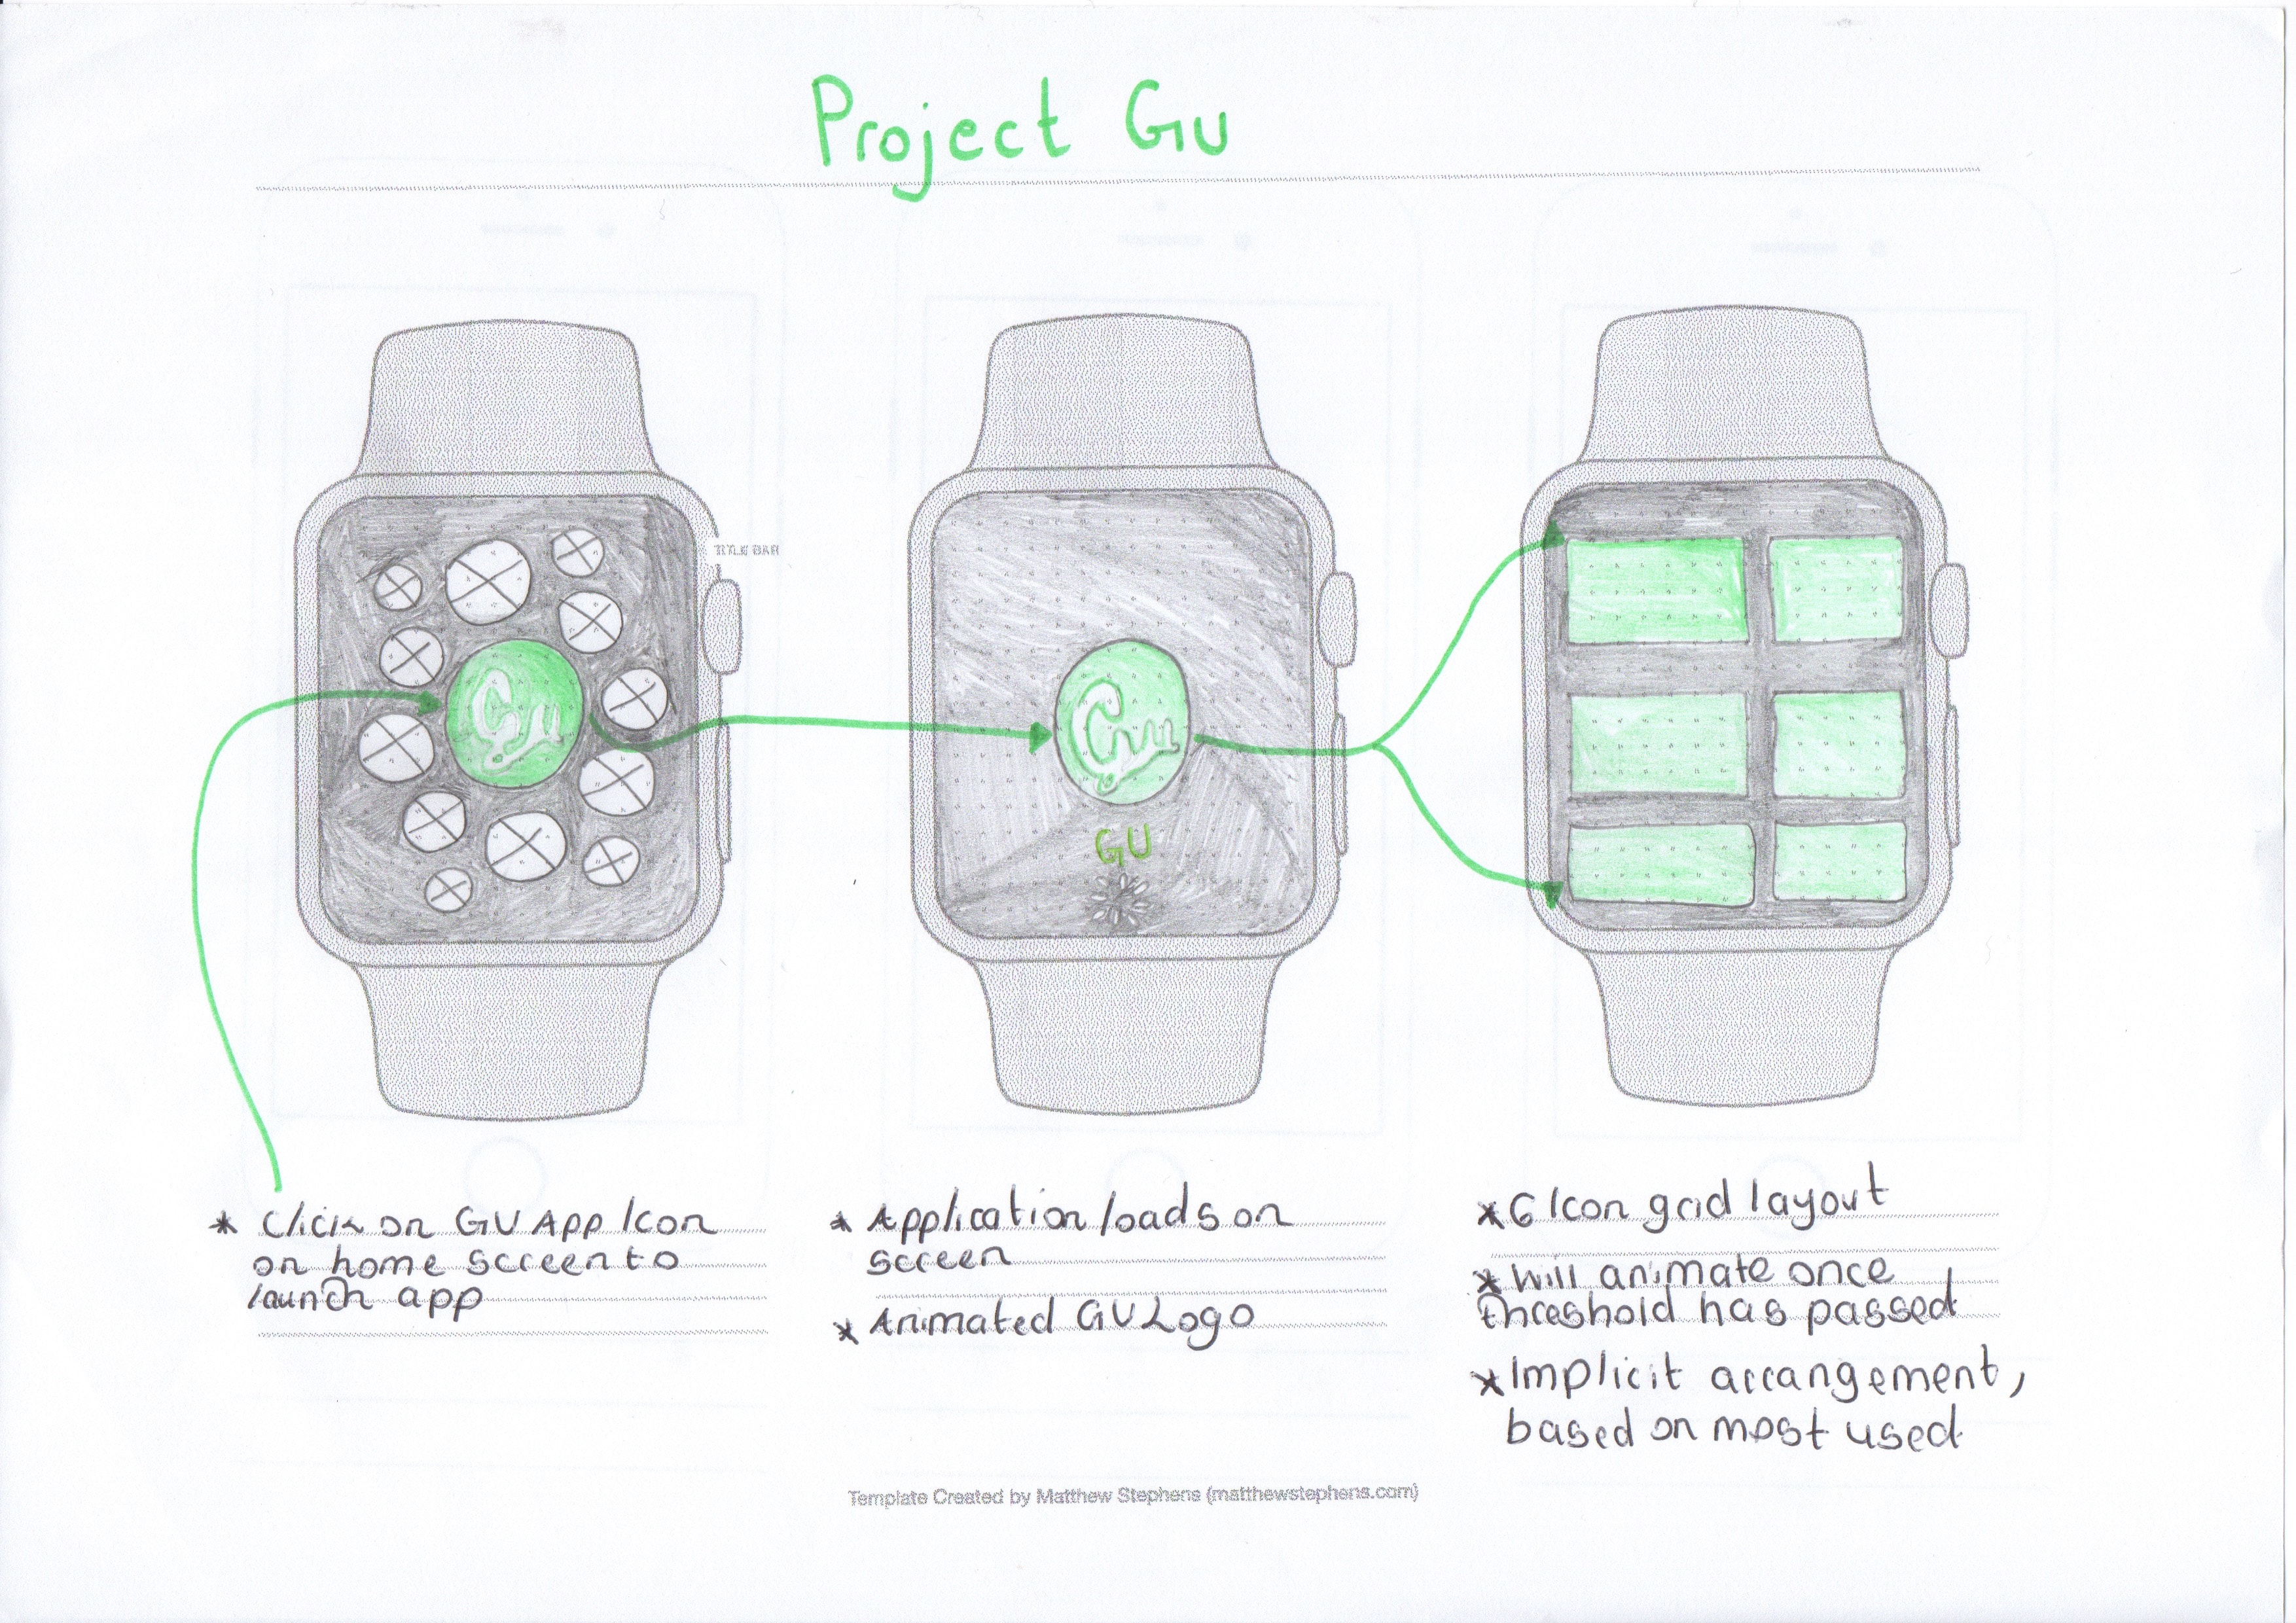 Project GU
TITLE BAR
Gu
Gu
GU
* Click on GU App Icon
on home screen to
launch app
* Application loads on
screen
* Animated GU Logo
* 6 Icon grid layout
* Will animate once
threshold has passed
* Implicit arrangement,
based on most used
Template Created by Matthew Stephens (matthewstephens.com)